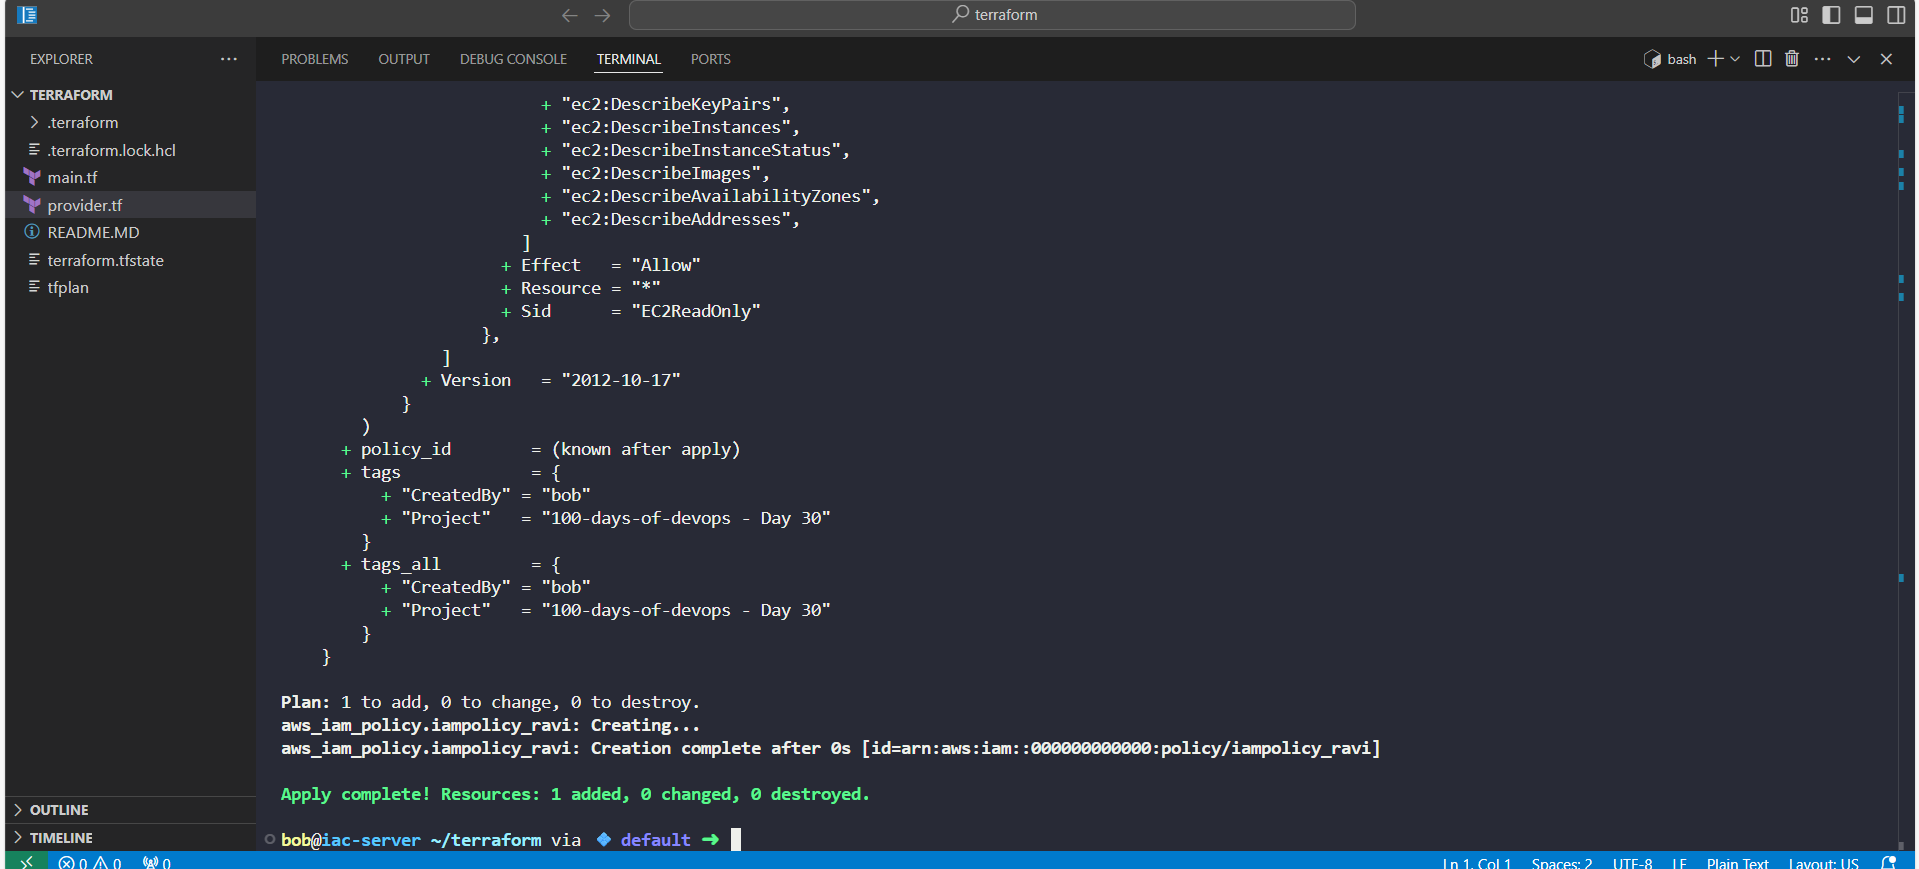 terraform
EXPLORER
PROBLEMS OUTPUT DEBUG CONSOLE TERMINAL PORTS
bash
TERRAFORM
.terraform
.terraform.lock.hcl
main.tf
provider.tf
README.MD
terraform.tfstate
tfplan
OUTLINE
TIMELINE
+ "ec2:DescribeKeyPairs",
+ "ec2:DescribeInstances",
+ "ec2:DescribeInstanceStatus",
+ "ec2:DescribeImages",
+ "ec2:DescribeAvailabilityZones",
+ "ec2:DescribeAddresses",
]
+ Effect   = "Allow"
+ Resource = "*"
+ Sid      = "EC2ReadOnly"
},
]
+ Version   = "2012-10-17"
}
)
+ policy_id        = (known after apply)
+ tags             = {
+ "CreatedBy" = "bob"
+ "Project"   = "100-days-of-devops - Day 30"
}
+ tags_all         = {
+ "CreatedBy" = "bob"
+ "Project"   = "100-days-of-devops - Day 30"
}
}
Plan: 1 to add, 0 to change, 0 to destroy.
aws_iam_policy.iampolicy_ravi: Creating...
aws_iam_policy.iampolicy_ravi: Creation complete after 0s [id=arn:aws:iam::000000000000:policy/iampolicy_ravi]
Apply complete! Resources: 1 added, 0 changed, 0 destroyed.
bob@iac-server ~/terraform via default ➜
0 0 0 Ln 1, Col 1 Spaces: 2 UTF-8 LF Plain Text Layout: US